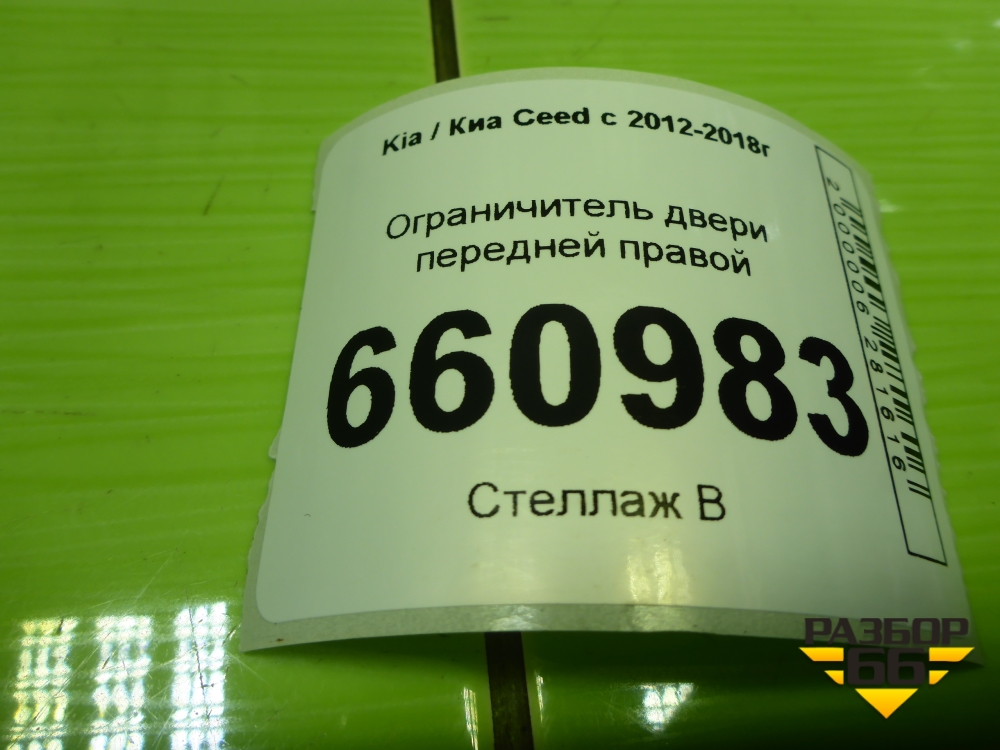 Kia / Киа Ceed с 2012-2018г
Ограничитель двери
передней правой
660983
Стеллаж В
2000006281616
РАЗБОР
66